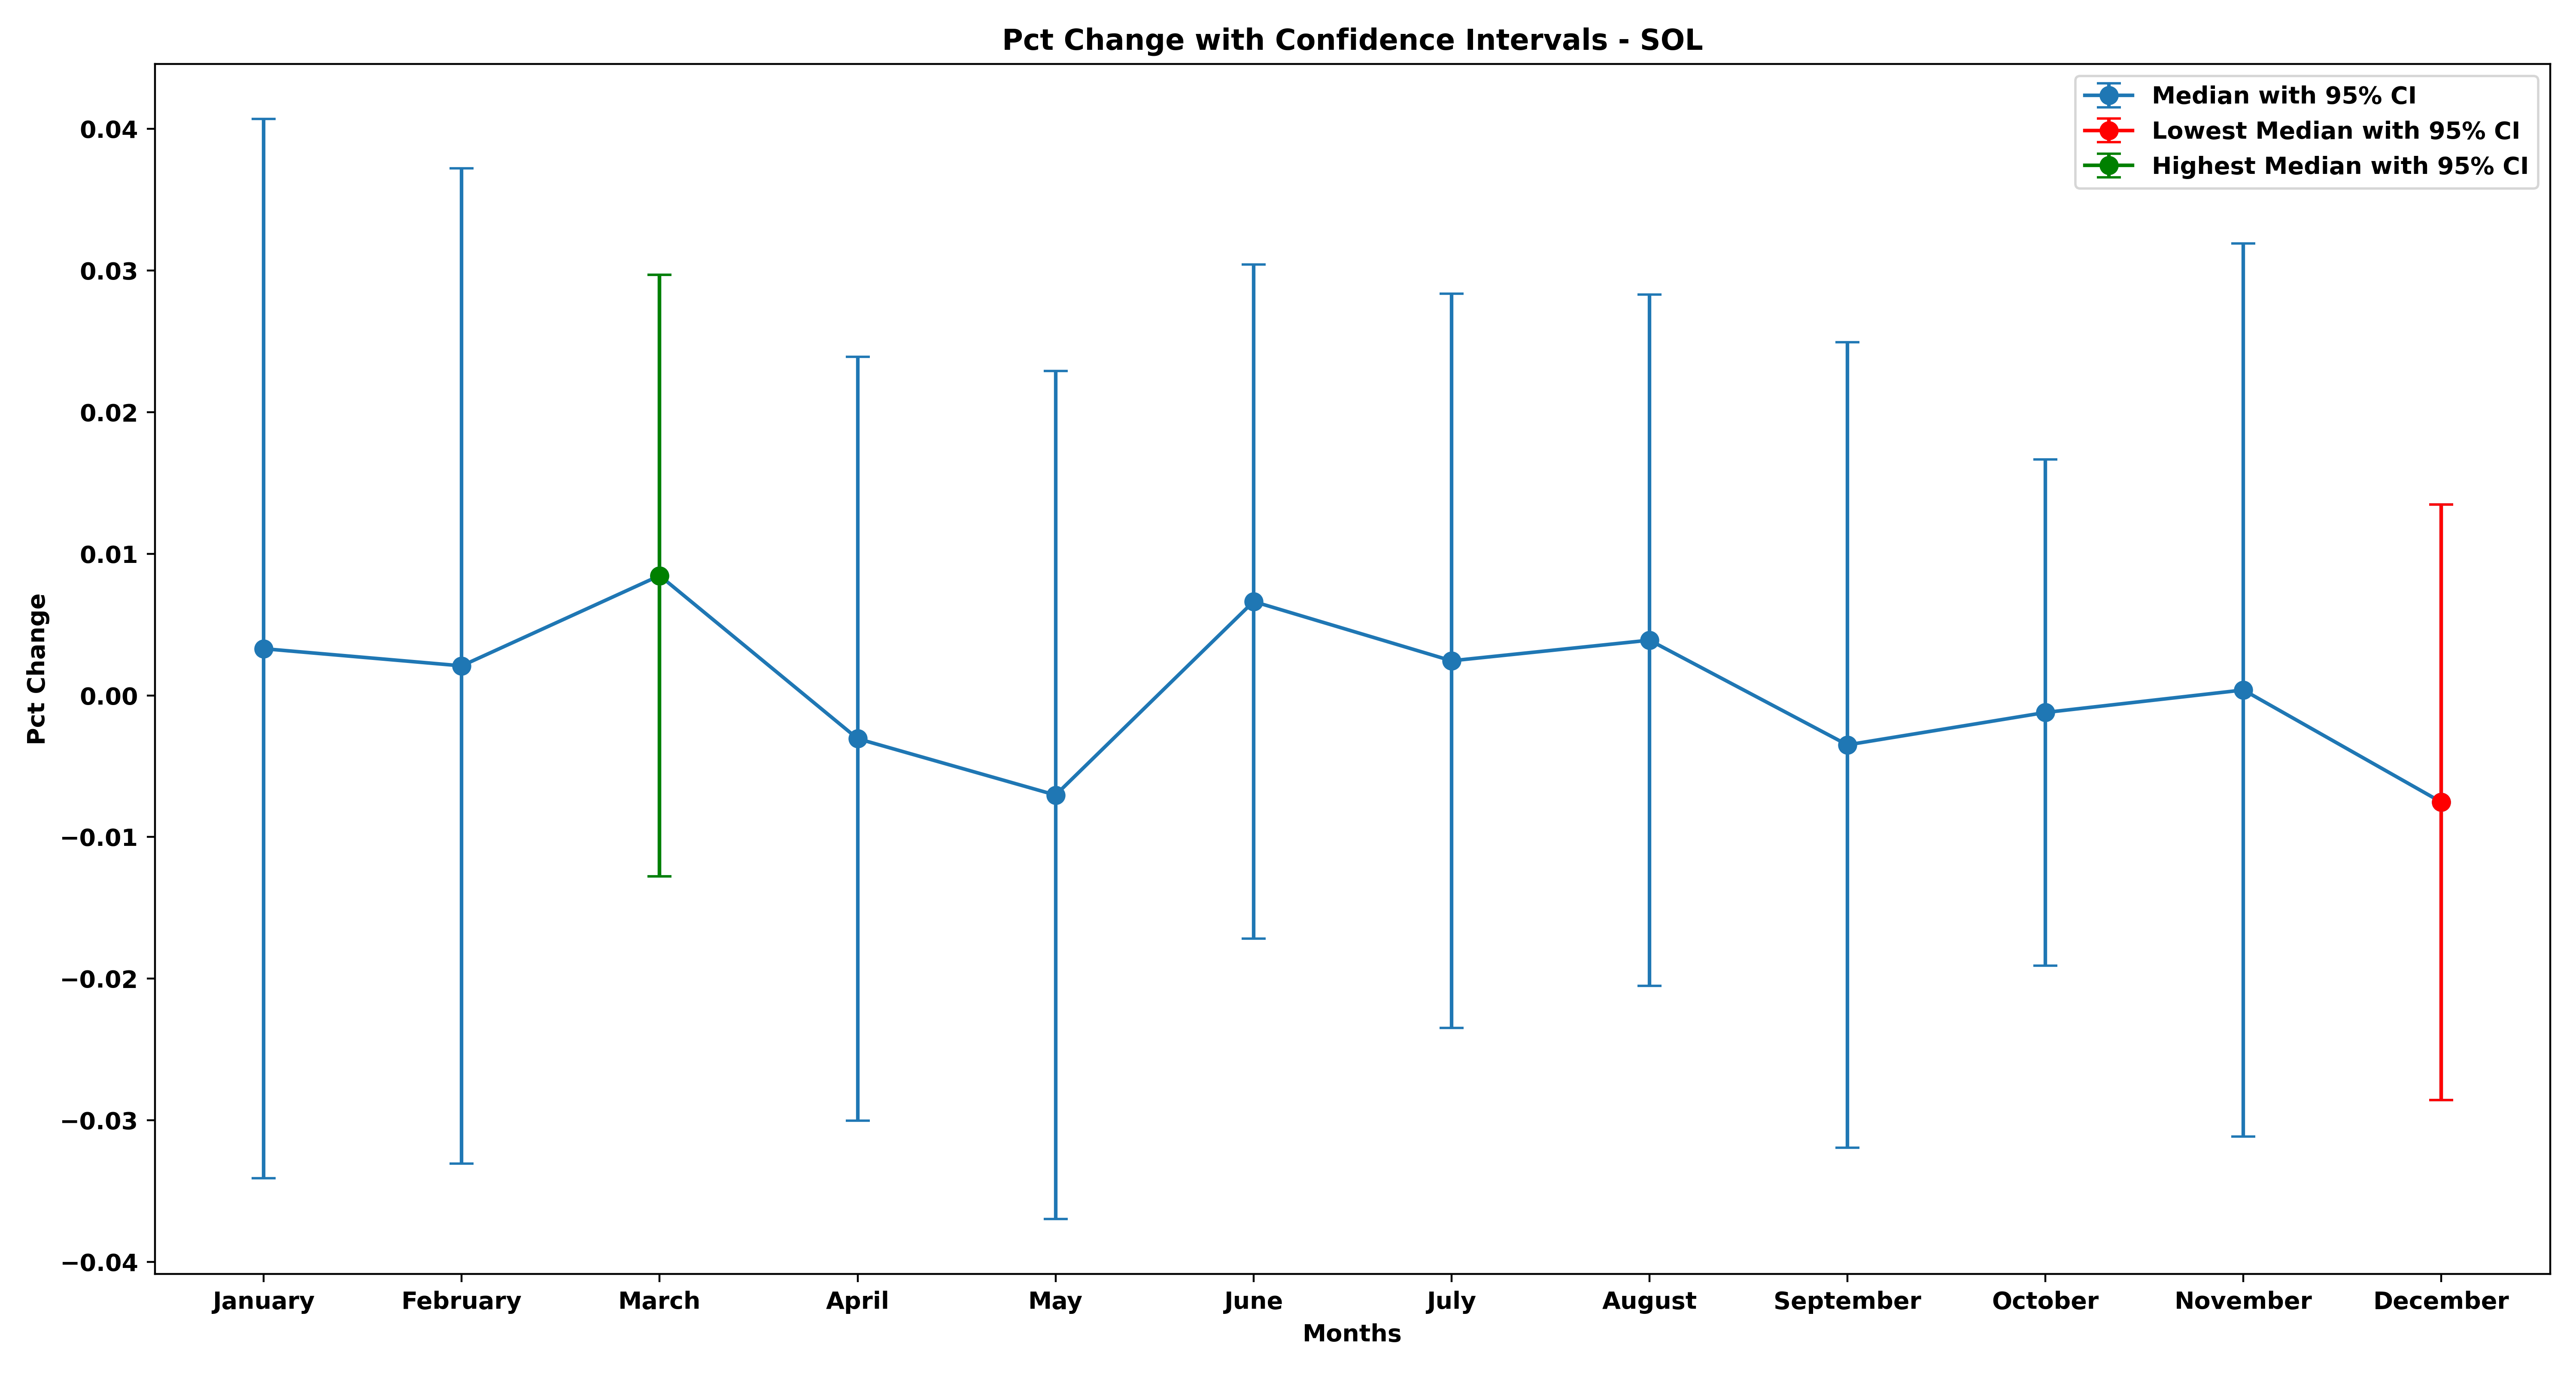 Pct Change with Confidence Intervals - SOL
Median with 95% CI
Lowest Median with 95% CI
Highest Median with 95% CI
Pct Change
0.04
0.03
0.02
0.01
0.00
−0.01
−0.02
−0.03
−0.04
January February March April May June July August September October November December
Months